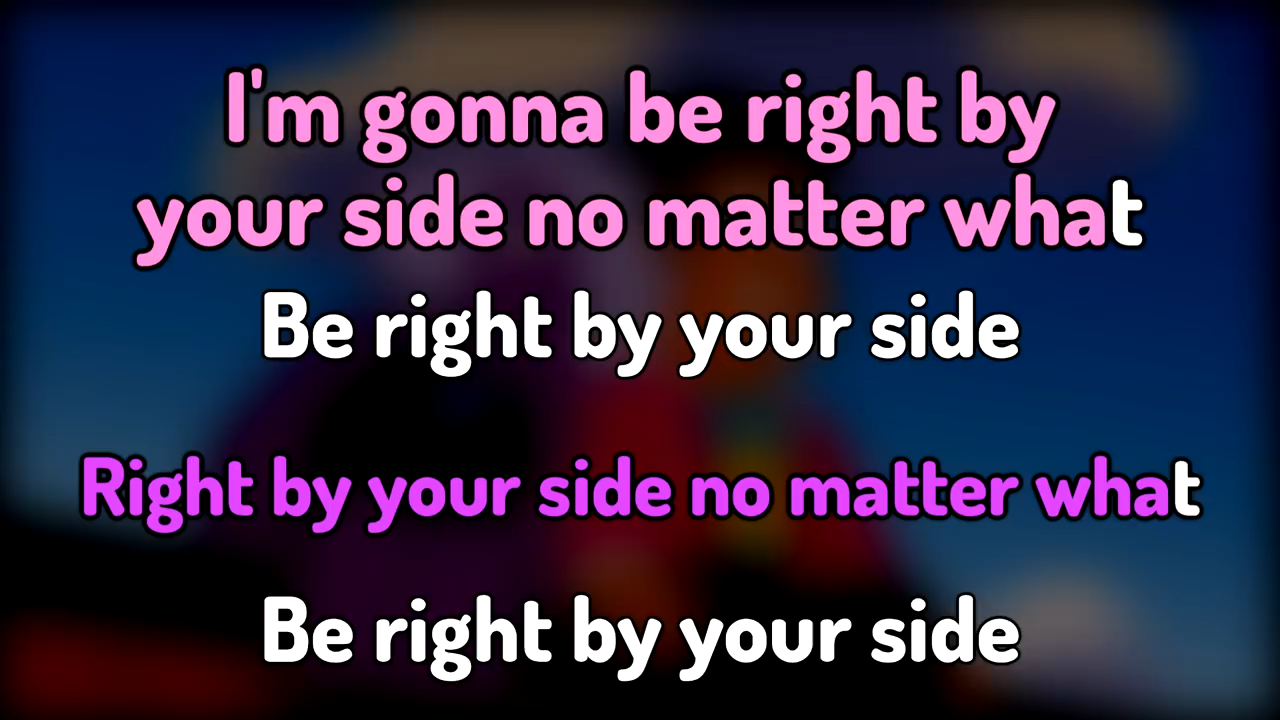 I'm gonna be right by
your side no matter what
Be right by your side
Right by your side no matter what
Be right by your side